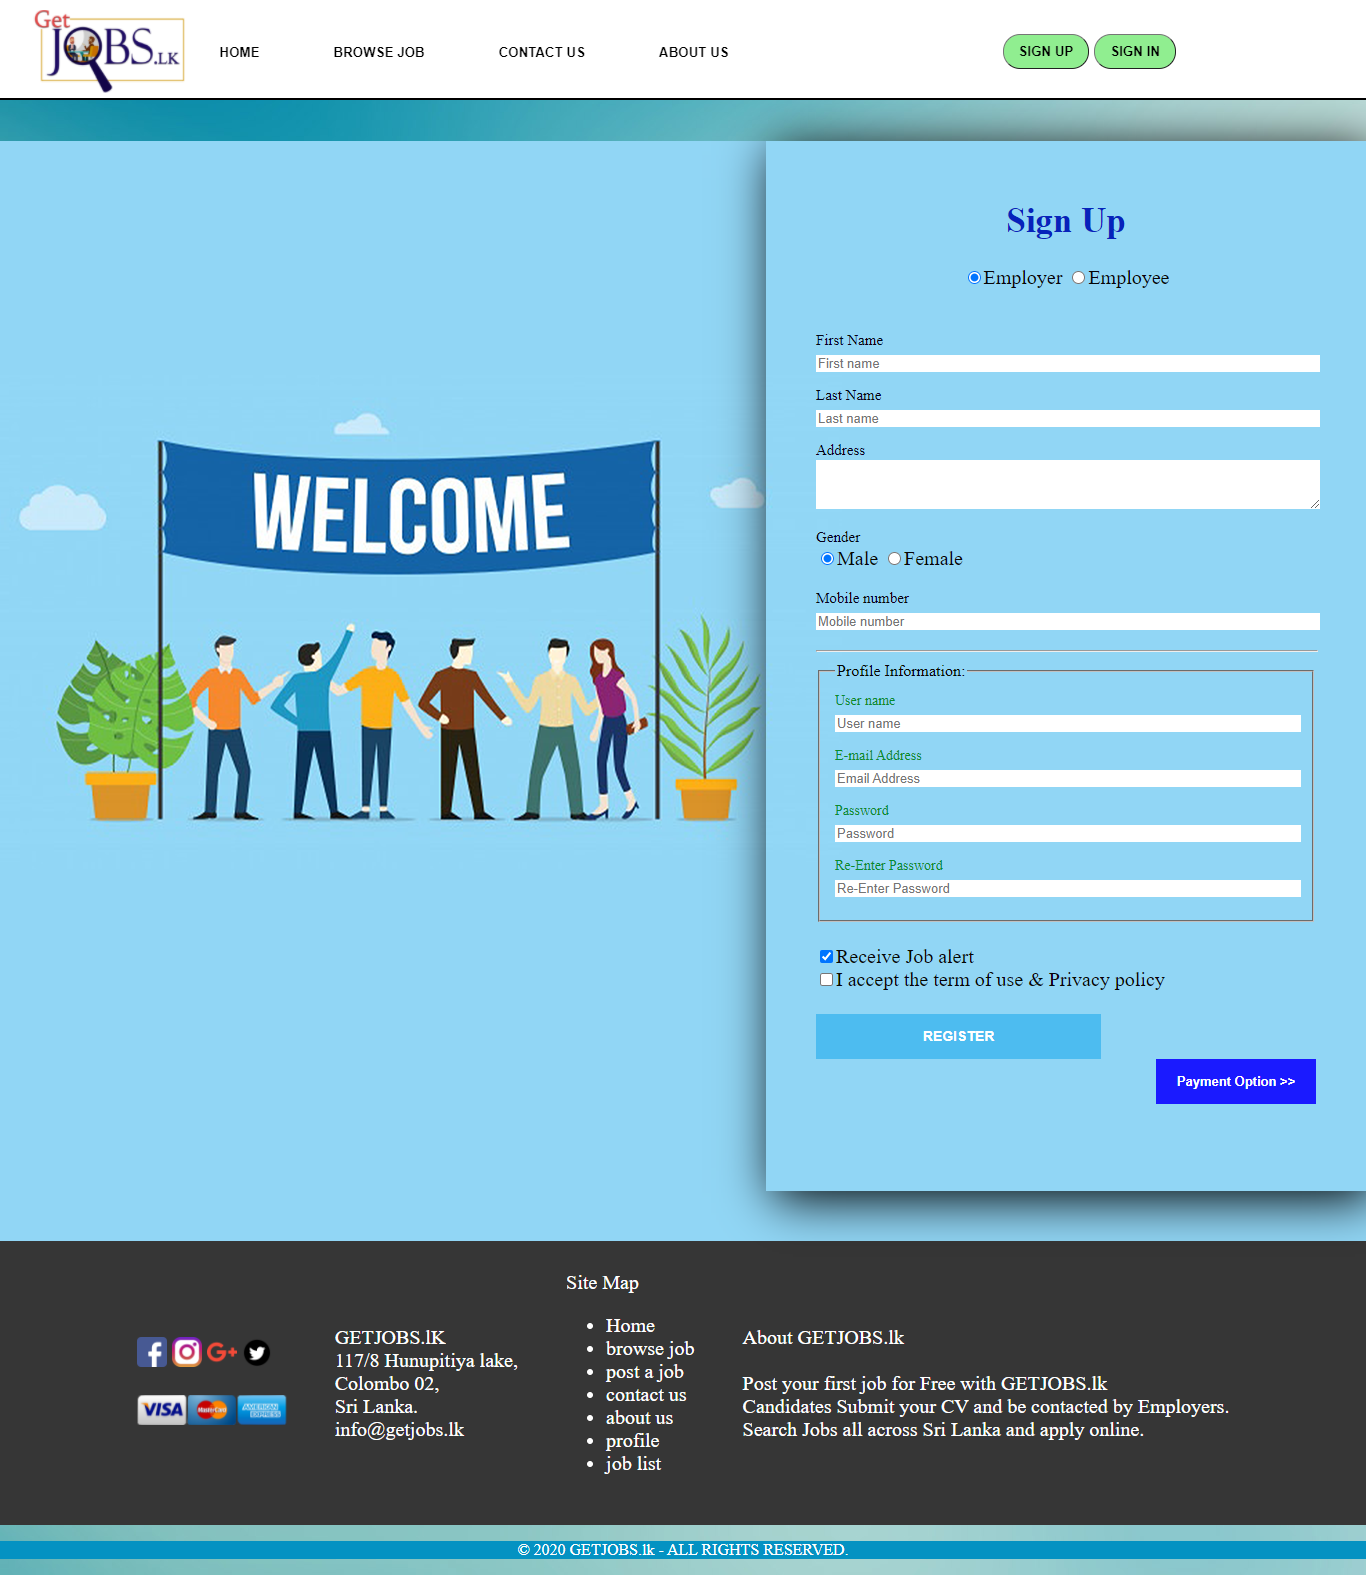 Get
JOBS.LK
HOME
BROWSE JOB
CONTACT US
ABOUT US
SIGN UP
SIGN IN
WELCOME
Sign Up
Employer Employee
First Name
First name
Last Name
Last name
Address
Gender
Male Female
Mobile number
Mobile number
Profile Information:
User name
User name
E-mail Address
Email Address
Password
Password
Re-Enter Password
Re-Enter Password
Receive Job alert
I accept the term of use & Privacy policy
REGISTER
Payment Option >>
VISA
MasterCard
AMERICAN EXPRESS
GETJOBS.lK
117/8 Hunupitiya lake,
Colombo 02,
Sri Lanka.
info@getjobs.lk
Site Map
Home
browse job
post a job
contact us
about us
profile
job list
About GETJOBS.lk
Post your first job for Free with GETJOBS.lk
Candidates Submit your CV and be contacted by Employers.
Search Jobs all across Sri Lanka and apply online.
© 2020 GETJOBS.lk - ALL RIGHTS RESERVED.